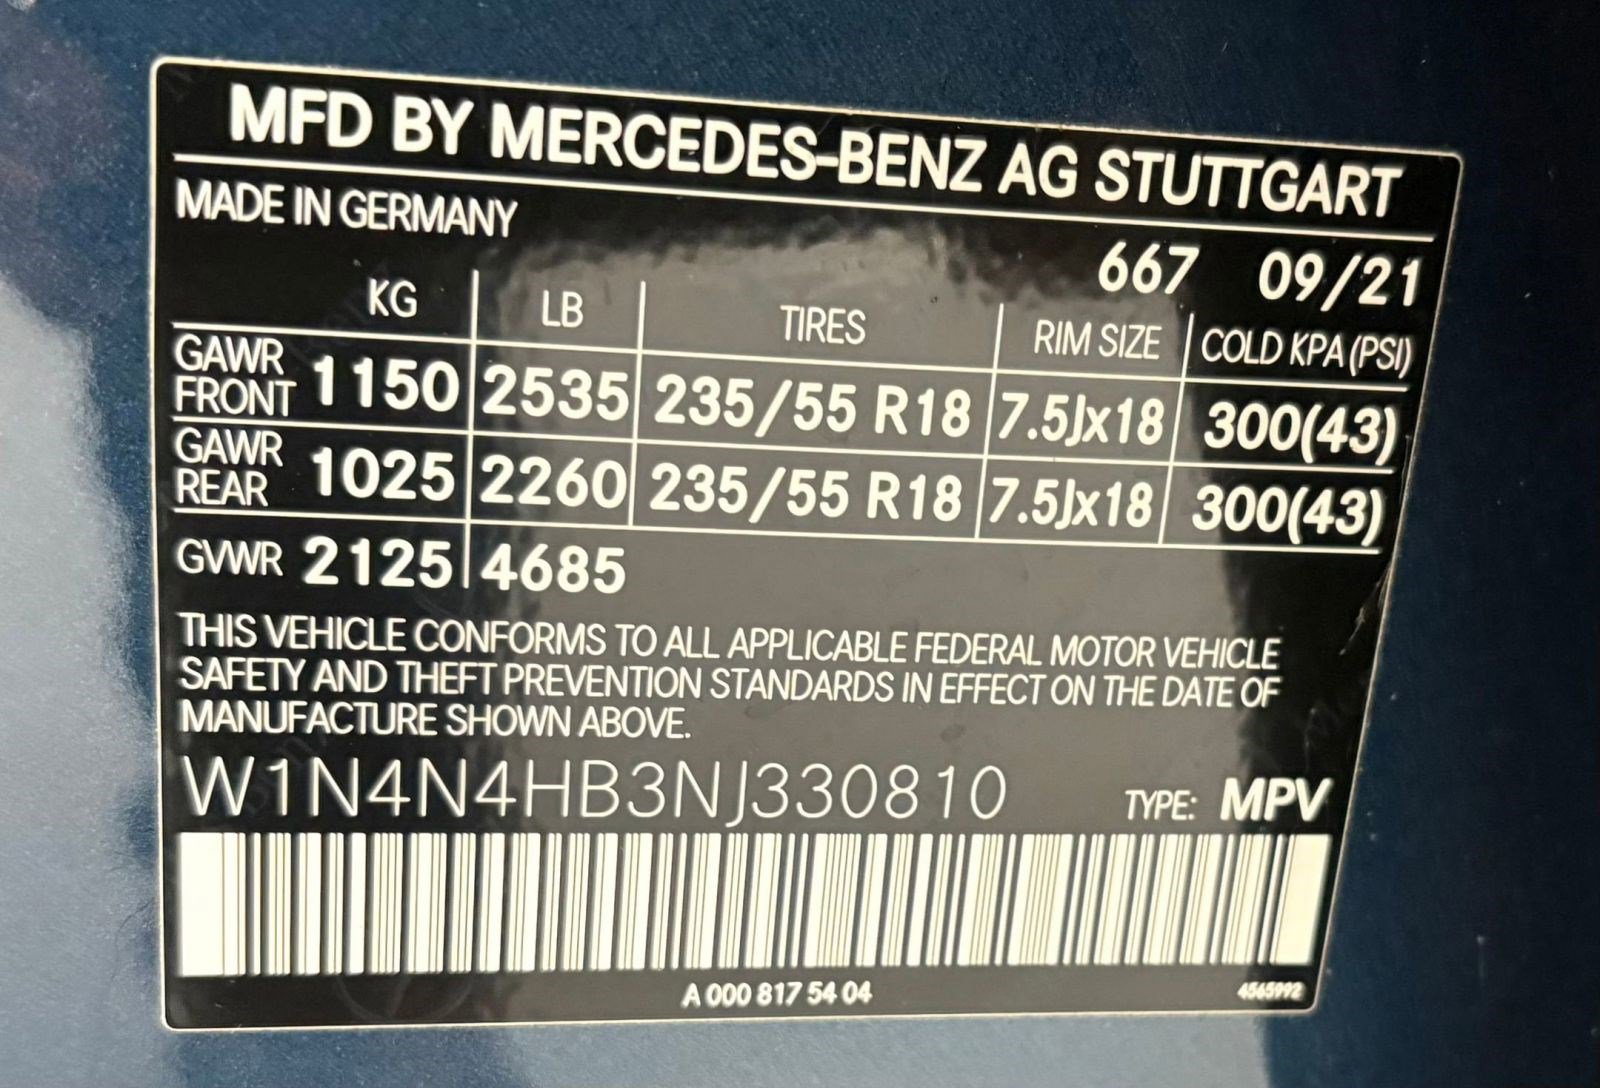 MFD BY MERCEDES-BENZ AG STUTTGART
MADE IN GERMANY
667 09/21
KG LB TIRES RIM SIZE COLD KPA (PSI)
GAWR FRONT 1150 2535 235/55 R18 7.5Jx18 300(43)
GAWR REAR 1025 2260 235/55 R18 7.5Jx18 300(43)
GVWR 2125 4685
THIS VEHICLE CONFORMS TO ALL APPLICABLE FEDERAL MOTOR VEHICLE
SAFETY AND THEFT PREVENTION STANDARDS IN EFFECT ON THE DATE OF
MANUFACTURE SHOWN ABOVE.
W1N4N4HB3NJ330810 TYPE: MPV
A 000 817 54 04 4565992